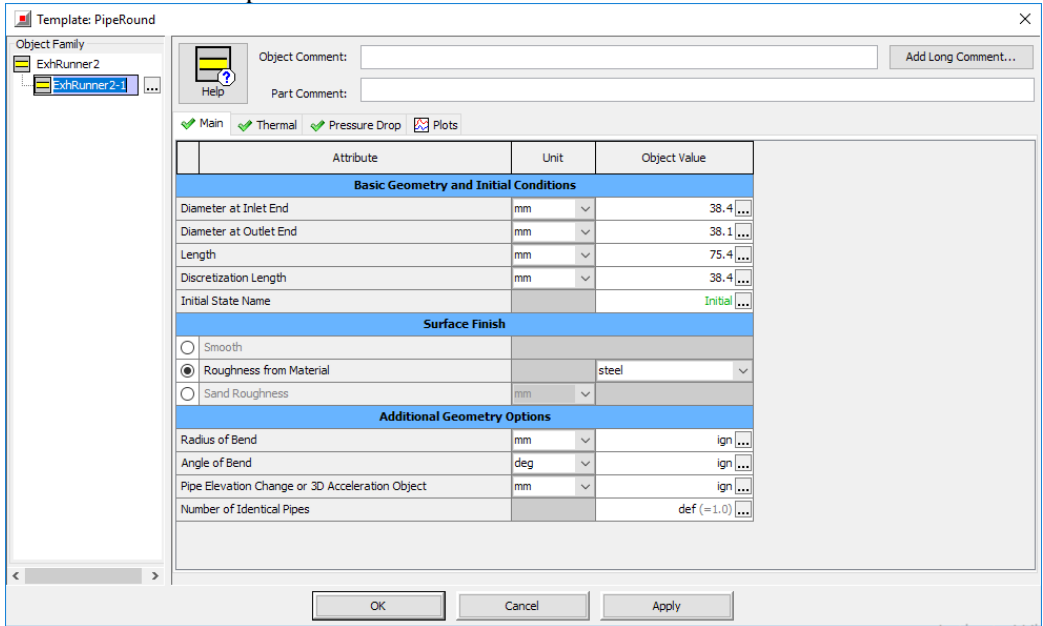 Template: PipeRound
Object Family
ExhRunner2
ExhRunner2-1 ...
Help
Object Comment:
Add Long Comment...
Part Comment:
Main Thermal Pressure Drop Plots
Attribute Unit Object Value
Basic Geometry and Initial Conditions
Diameter at Inlet End mm 38.4 ...
Diameter at Outlet End mm 38.1 ...
Length mm 75.4 ...
Discretization Length mm 38.4 ...
Initial State Name Initial ...
Surface Finish
Smooth
Roughness from Material steel
Sand Roughness mm
Additional Geometry Options
Radius of Bend mm ign ...
Angle of Bend deg ign ...
Pipe Elevation Change or 3D Acceleration Object mm ign ...
Number of Identical Pipes def (=1.0) ...
OK Cancel Apply